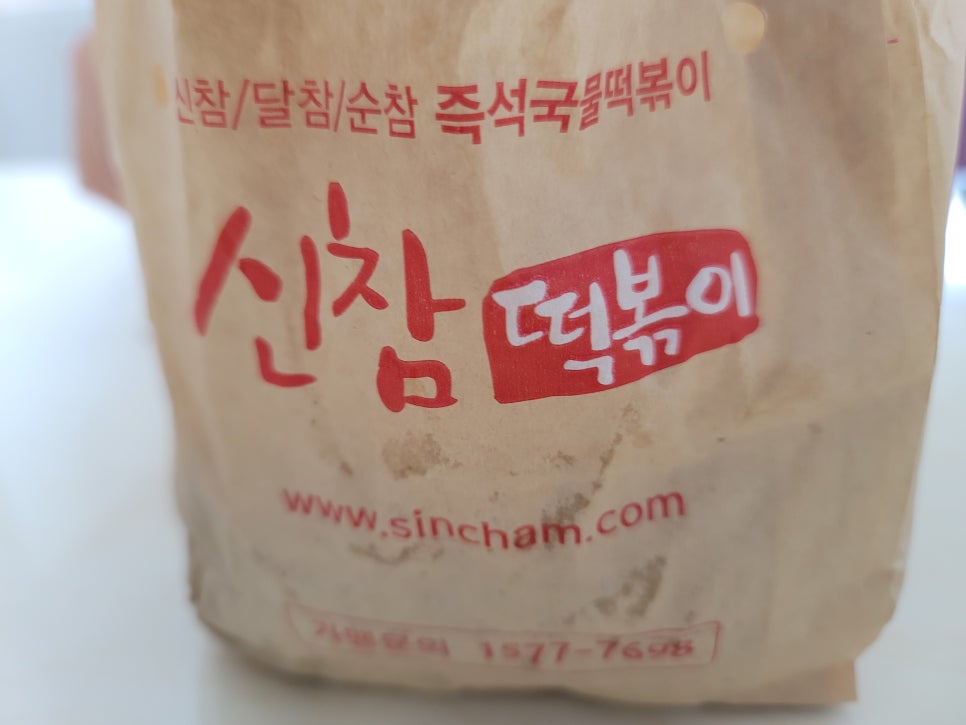 신참/달참/순참 즉석국물떡볶이
신참 떡볶이
www.sincham.com
가맹문의 1577-7698